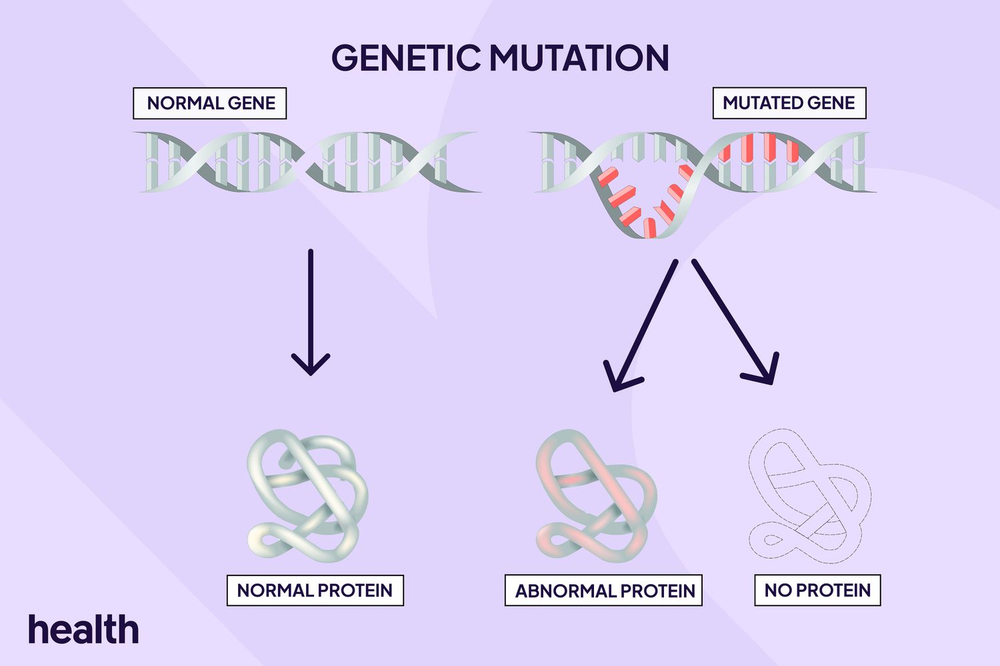 GENETIC MUTATION
NORMAL GENE
MUTATED GENE
NORMAL PROTEIN
ABNORMAL PROTEIN
NO PROTEIN
health